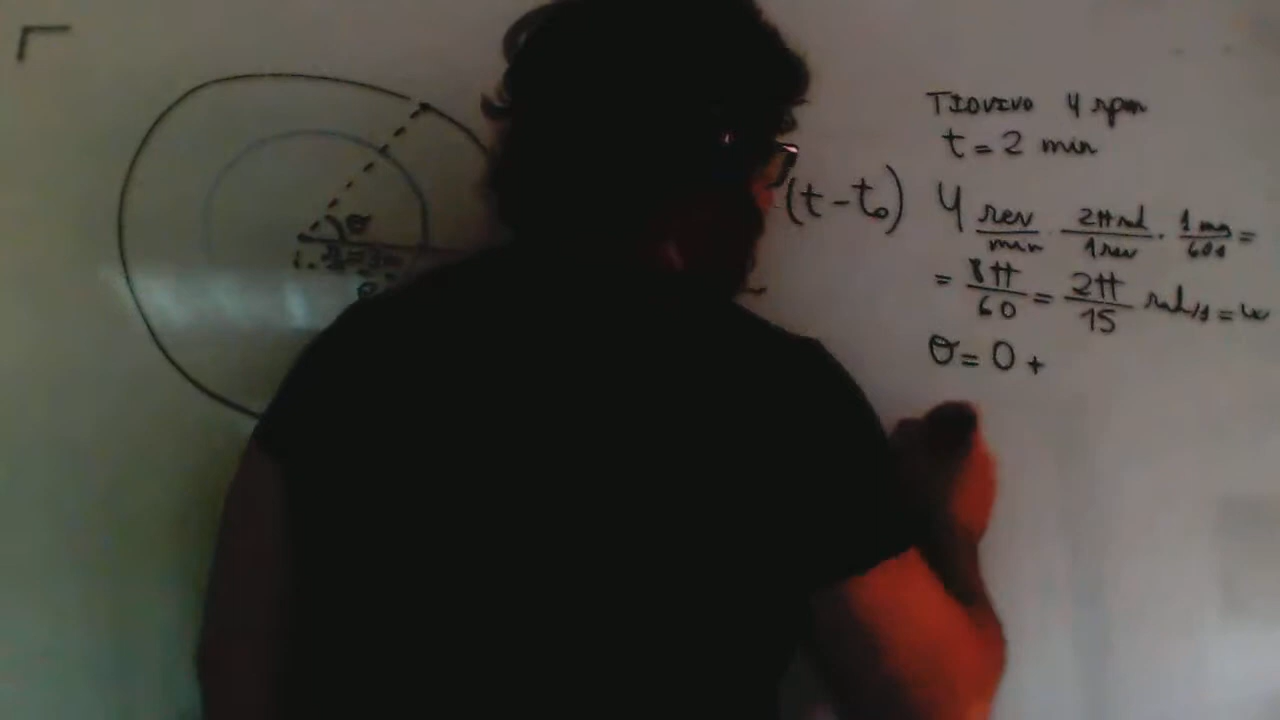 TIOVIVO 4 rpm
t = 2 min
θ
(t - t₀)
4 rev/min · 2π rad/1 rev · 1 min/60s =
= 8π/60 = 2π/15 rad/s = ω
θ = 0 +